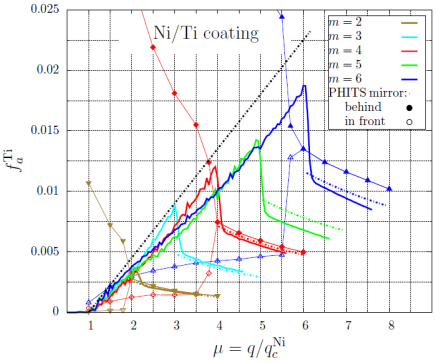 Ni/Ti coating
m = 2
m = 3
m = 4
m = 5
m = 6
PHITS mirror:
behind
in front
0.025
0.02
0.015
0.01
0.005
0
f_a^Ti
1 2 3 4 5 6 7 8
μ = q/q_c^Ni